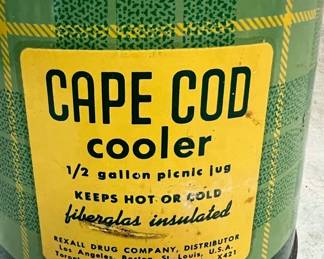 CAPE COD
cooler
1/2 gallon picnic jug
KEEPS HOT OR COLD
fiberglas insulated
REXALL DRUG COMPANY, DISTRIBUTOR
Los Angeles, Boston, St. Louis, U.S.A.
X421